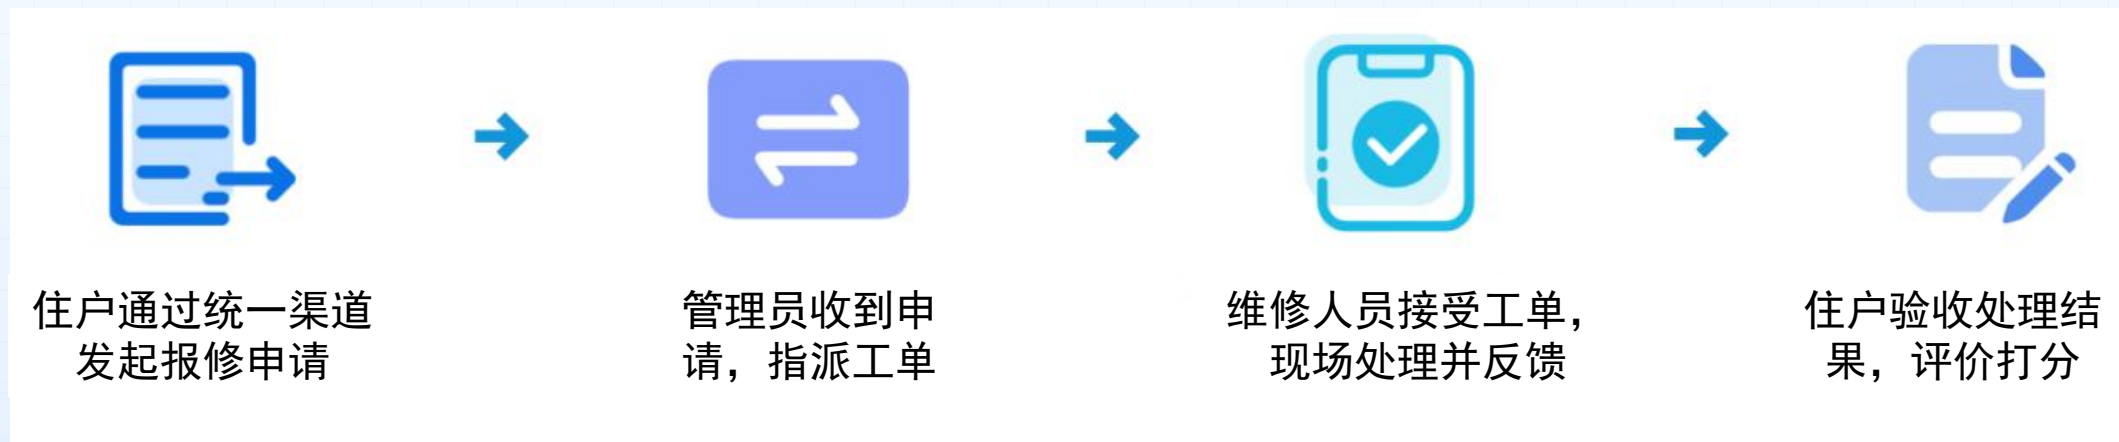 住户通过统一渠道
发起报修申请
管理员收到申
请，指派工单
维修人员接受工单，
现场处理并反馈
住户验收处理结
果，评价打分